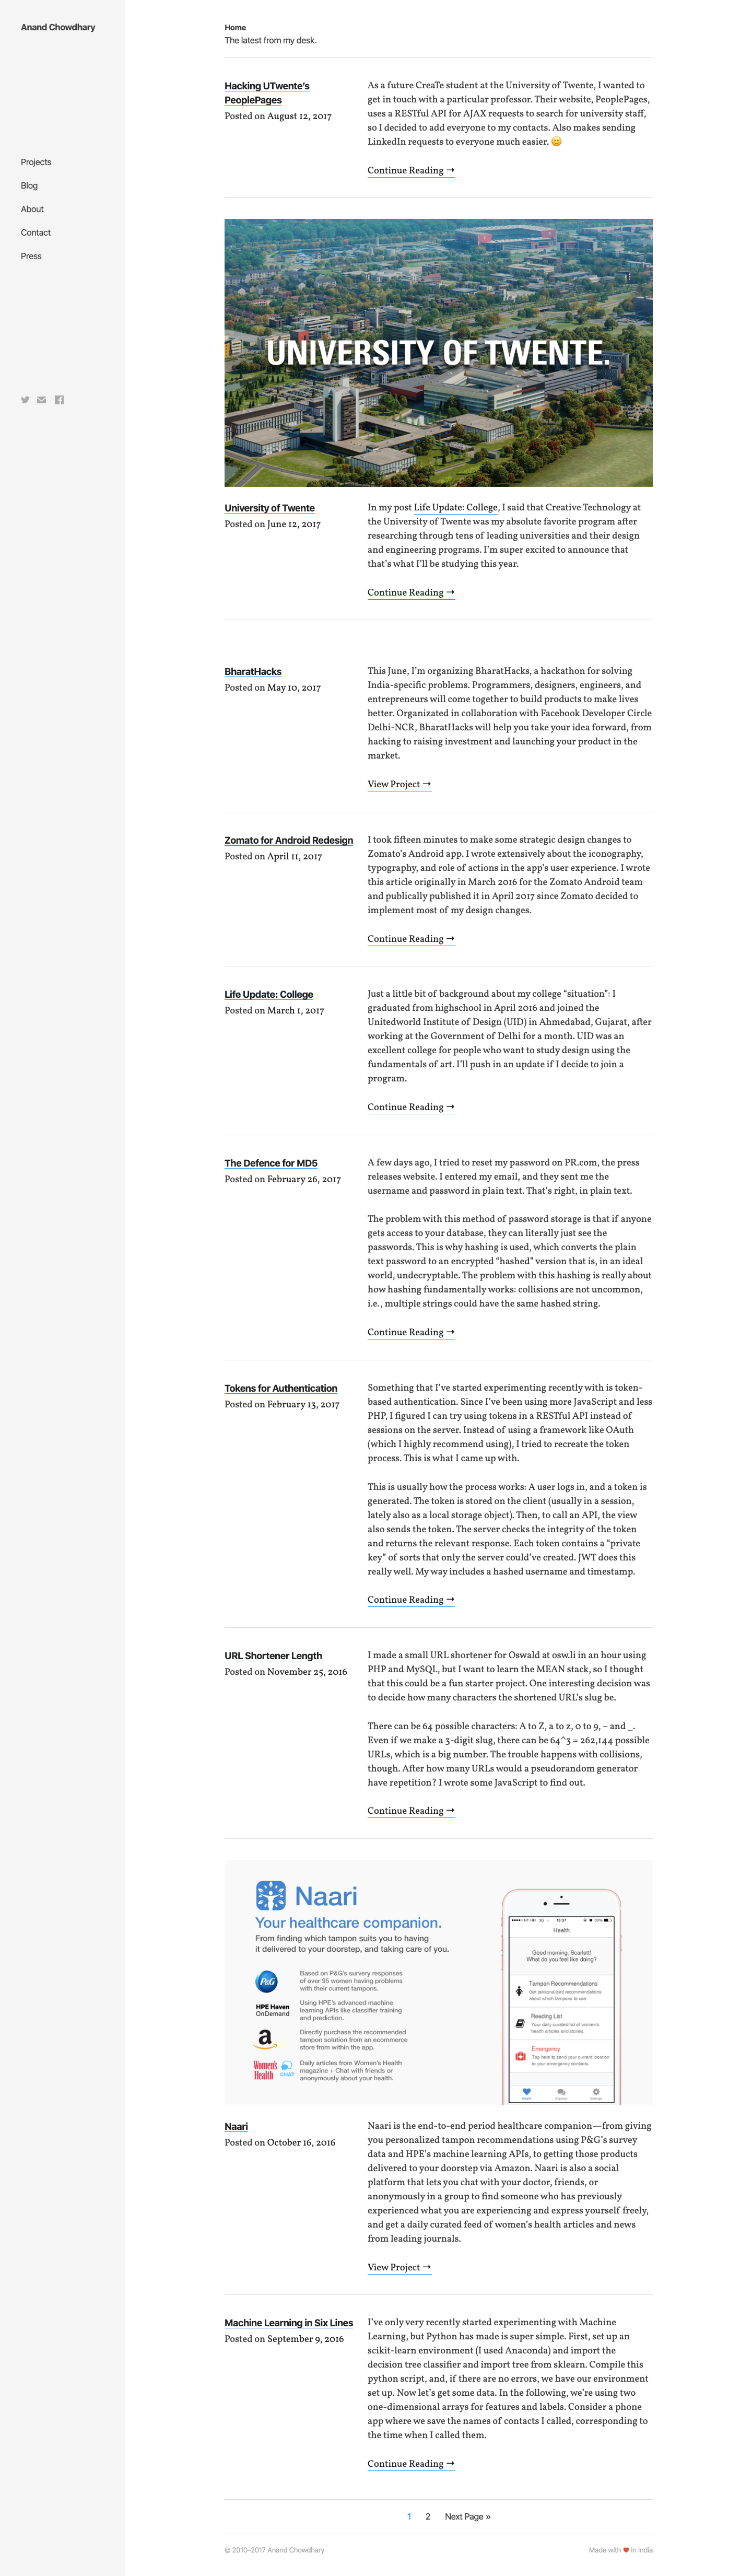 Anand Chowdhary
Projects
Blog
About
Contact
Press
Home
The latest from my desk.
Hacking UTwente's
PeoplePages
Posted on August 12, 2017
As a future CreaTe student at the University of Twente, I wanted to
get in touch with a particular professor. Their website, PeoplePages,
uses a RESTful API for AJAX requests to search for university staff,
so I decided to add everyone to my contacts. Also makes sending
LinkedIn requests to everyone much easier. 🙂
Continue Reading →
UNIVERSITY OF TWENTE.
University of Twente
Posted on June 12, 2017
In my post Life Update: College, I said that Creative Technology at
the University of Twente was my absolute favorite program after
researching through tens of leading universities and their design
and engineering programs. I'm super excited to announce that
that's what I'll be studying this year.
Continue Reading →
BharatHacks
Posted on May 10, 2017
This June, I'm organizing BharatHacks, a hackathon for solving
India-specific problems. Programmers, designers, engineers, and
entrepreneurs will come together to build products to make lives
better. Organizated in collaboration with Facebook Developer Circle
Delhi-NCR, BharatHacks will help you take your idea forward, from
hacking to raising investment and launching your product in the
market.
View Project →
Zomato for Android Redesign
Posted on April 11, 2017
I took fifteen minutes to make some strategic design changes to
Zomato's Android app. I wrote extensively about the iconography,
typography, and role of actions in the app's user experience. I wrote
this article originally in March 2016 for the Zomato Android team
and publically published it in April 2017 since Zomato decided to
implement most of my design changes.
Continue Reading →
Life Update: College
Posted on March 1, 2017
Just a little bit of background about my college "situation": I
graduated from highschool in April 2016 and joined the
Unitedworld Institute of Design (UID) in Ahmedabad, Gujarat, after
working at the Government of Delhi for a month. UID was an
excellent college for people who want to study design using the
fundamentals of art. I'll push in an update if I decide to join a
program.
Continue Reading →
The Defence for MD5
Posted on February 26, 2017
A few days ago, I tried to reset my password on PR.com, the press
releases website. I entered my email, and they sent me the
username and password in plain text. That's right, in plain text.
The problem with this method of password storage is that if anyone
gets access to your database, they can literally just see the
passwords. This is why hashing is used, which converts the plain
text password to an encrypted "hashed" version that is, in an ideal
world, undecryptable. The problem with this hashing is really about
how hashing fundamentally works: collisions are not uncommon,
i.e., multiple strings could have the same hashed string.
Continue Reading →
Tokens for Authentication
Posted on February 13, 2017
Something that I've started experimenting recently with is token-
based authentication. Since I've been using more JavaScript and less
PHP, I figured I can try using tokens in a RESTful API instead of
sessions on the server. Instead of using a framework like OAuth
(which I highly recommend using), I tried to recreate the token
process. This is what I came up with.
This is usually how the process works: A user logs in, and a token is
generated. The token is stored on the client (usually in a session,
lately also as a local storage object). Then, to call an API, the view
also sends the token. The server checks the integrity of the token
and returns the relevant response. Each token contains a "private
key" of sorts that only the server could've created. JWT does this
really well. My way includes a hashed username and timestamp.
Continue Reading →
URL Shortener Length
Posted on November 25, 2016
I made a small URL shortener for Oswald at osw.li in an hour using
PHP and MySQL, but I want to learn the MEAN stack, so I thought
that this could be a fun starter project. One interesting decision was
to decide how many characters the shortened URL's slug be.
There can be 64 possible characters: A to Z, a to z, 0 to 9, – and _.
Even if we make a 3-digit slug, there can be 64^3 = 262,144 possible
URLs, which is a big number. The trouble happens with collisions,
though. After how many URLs would a pseudorandom generator
have repetition? I wrote some JavaScript to find out.
Continue Reading →
Naari
Your healthcare companion.
From finding which tampon suits you to having
it delivered to your doorstep, and taking care of you.
P&G
Based on P&G's survery responses
of over 95 women having problems
with their current tampons.
HPE Haven
OnDemand
Using HPE's advanced machine
learning APIs like classifier training
and prediction.
a
Directly purchase the recommended
tampon solution from an ecommerce
store from within the app.
Women's
Health
CHAT
Daily articles from Women's Health
magazine + Chat with friends or
anonymously about your health.
13:37
Health
Good morning, Scarlett!
What do you feel like doing?
Tampon Recommendations
Get personalized recommendations
about which tampons to use
Reading List
Your daily curated list of women's
health articles and stories
Emergency
Tap here to send your current location
to your emergency contacts.
Health
Settings
Naari
Posted on October 16, 2016
Naari is the end-to-end period healthcare companion—from giving
you personalized tampon recommendations using P&G's survey
data and HPE's machine learning APIs, to getting those products
delivered to your doorstep via Amazon. Naari is also a social
platform that lets you chat with your doctor, friends, or
anonymously in a group to find someone who has previously
experienced what you are experiencing and express yourself freely,
and get a daily curated feed of women's health articles and news
from leading journals.
View Project →
Machine Learning in Six Lines
Posted on September 9, 2016
I've only very recently started experimenting with Machine
Learning, but Python has made is super simple. First, set up an
scikit-learn environment (I used Anaconda) and import the
decision tree classifier and import tree from sklearn. Compile this
python script, and, if there are no errors, we have our environment
set up. Now let's get some data. In the following, we're using two
one-dimensional arrays for features and labels. Consider a phone
app where we save the names of contacts I called, corresponding to
the time when I called them.
Continue Reading →
1 2 Next Page »
© 2010–2017 Anand Chowdhary
Made with ❤ in India